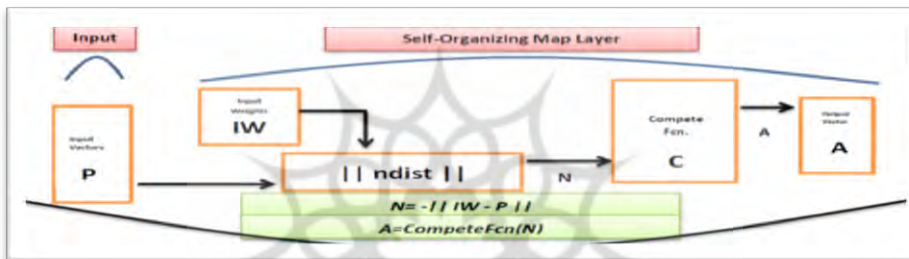 Input
Self-Organizing Map Layer
Input
Weights
IW
Input
Vectors
P
|| ndist ||
N
Compete
Fcn.
C
A
Output
Vector
A
N= -|| IW - P ||
A=CompeteFcn(N)